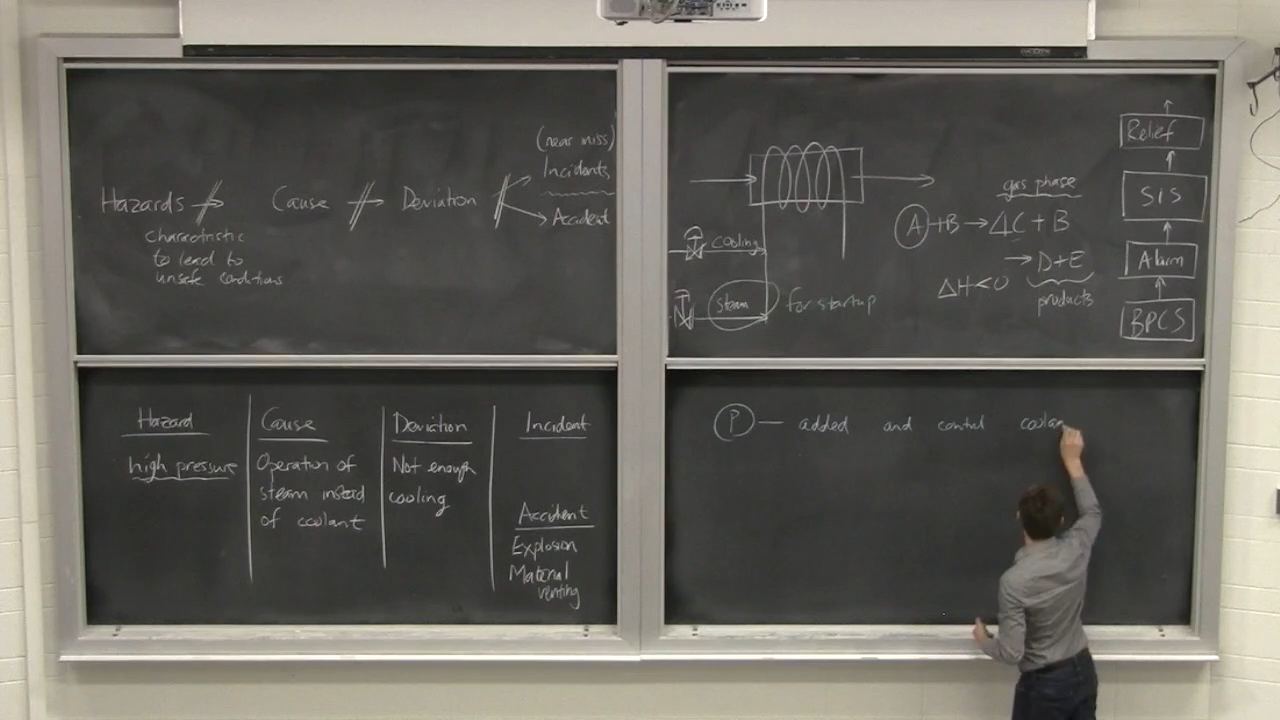 (near miss)
Hazards Cause Deviation Incidents
Accident
Characteristic
to lead to
unsafe conditions
Relief
SIS
Alarm
BPCS
gas phase
A + B → C + B
→ D + E
ΔH < 0
products
cooling
Steam for startup
Hazard
high pressure
Cause
Operation of
steam instead
of coolant
Deviation
Not enough
cooling
Incident
Accident
Explosion
Material
venting
P — added and control coolan